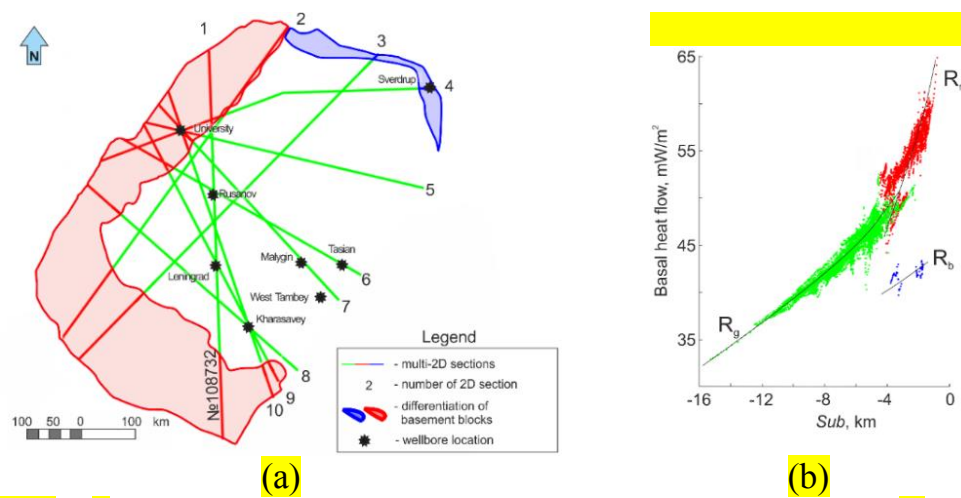 N
1
2
3
Sverdrup
4
University
5
Rusanov
Malygin
Tasian
6
Leningrad
West Tambey
7
Kharasavey
8
9
10
№108732
100 50 0 100 km
Legend
- multi-2D sections
2 - number of 2D section
- differentiation of
basement blocks
- wellbore location
(a)
65
55
45
35
Basal heat flow, mW/m²
-16 -12 -8 -4 0
Sub, km
R_g
R_b
(b)